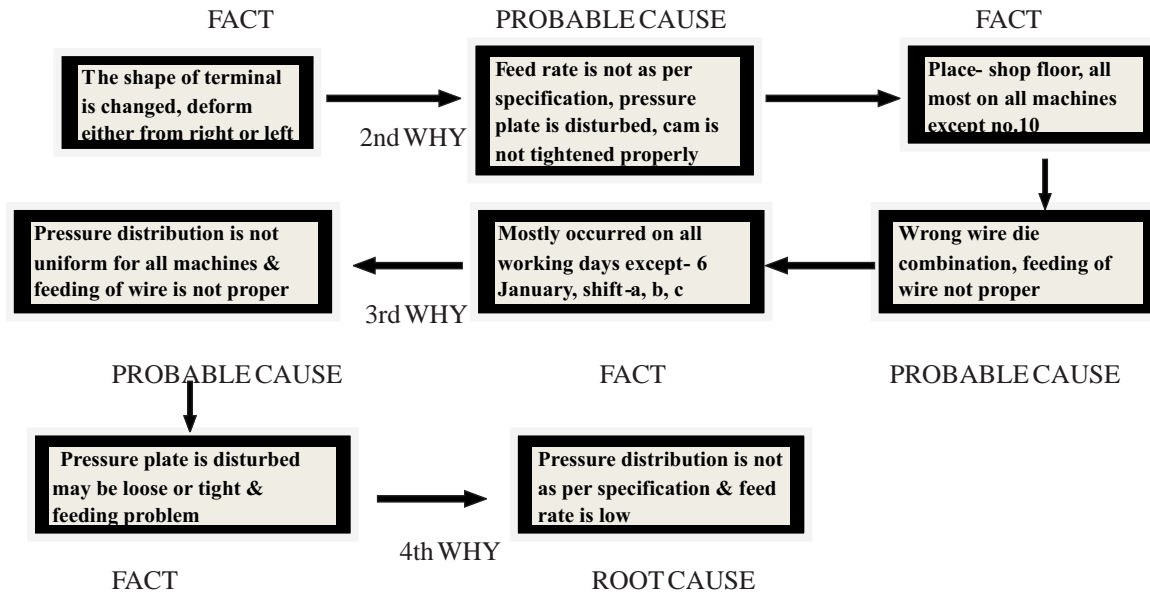 FACT
PROBABLE CAUSE
FACT
The shape of terminal
is changed, deform
either from right or left
2nd WHY
Feed rate is not as per
specification, pressure
plate is disturbed, cam is
not tightened properly
Place- shop floor, all
most on all machines
except no.10
Pressure distribution is not
uniform for all machines &
feeding of wire is not proper
3rd WHY
Mostly occurred on all
working days except- 6
January, shift-a, b, c
Wrong wire die
combination, feeding of
wire not proper
PROBABLE CAUSE
FACT
PROBABLE CAUSE
Pressure plate is disturbed
may be loose or tight &
feeding problem
4th WHY
Pressure distribution is not
as per specification & feed
rate is low
FACT
ROOT CAUSE